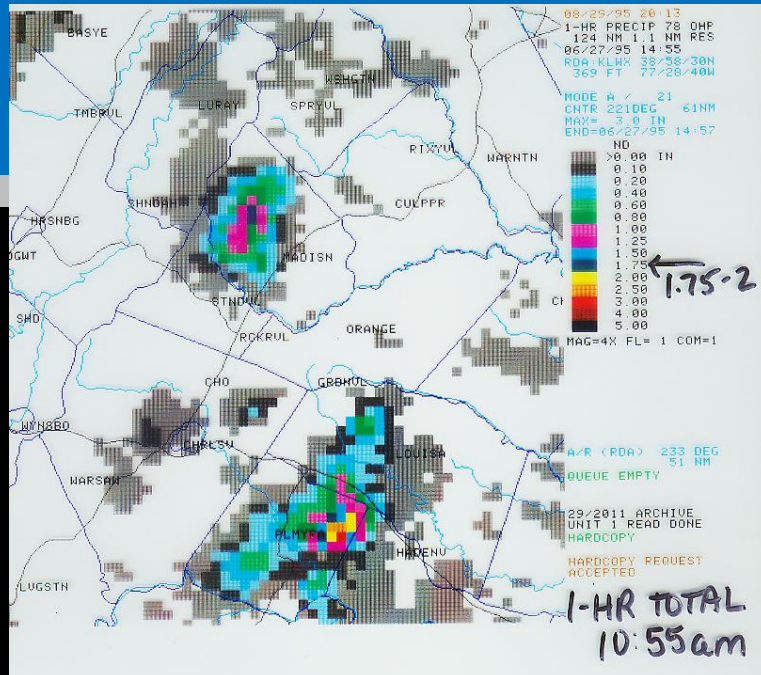 08/29/95 20:13
1-HR PRECIP 78 OHP
124 NM 1.1 NM RES
06/27/95 14:55
RDA:KLWX 38/58/30N
369 FT 77/28/40W
MODE A / 21
CNTR 221DEG 61NM
MAX= 3.0 IN
END=06/27/95 14:57
ND
>0.00 IN
0.10
0.20
0.40
0.60
0.80
1.00
1.25
1.50
1.75
2.00
2.50
3.00
4.00
5.00
1.75-2
MAG=4X FL= 1 COM=1
A/R (RDA) 233 DEG
51 NM
QUEUE EMPTY
29/2011 ARCHIVE
UNIT 1 READ DONE
HARDCOPY
HARDCOPY REQUEST
ACCEPTED
1-HR TOTAL
10:55am
BASYE
WSHGTN
LURAY
SPRYVL
TMBRVL
RIXYVL
WARNTN
CULPPR
HRSNBG
MADISN
STNDVL
SHD
ORANGE
RCKRVL
CHO
GRDNVL
WYNSBO
CHRLSV
LOUISA
WARSAW
PLMYRA
LVGSTN